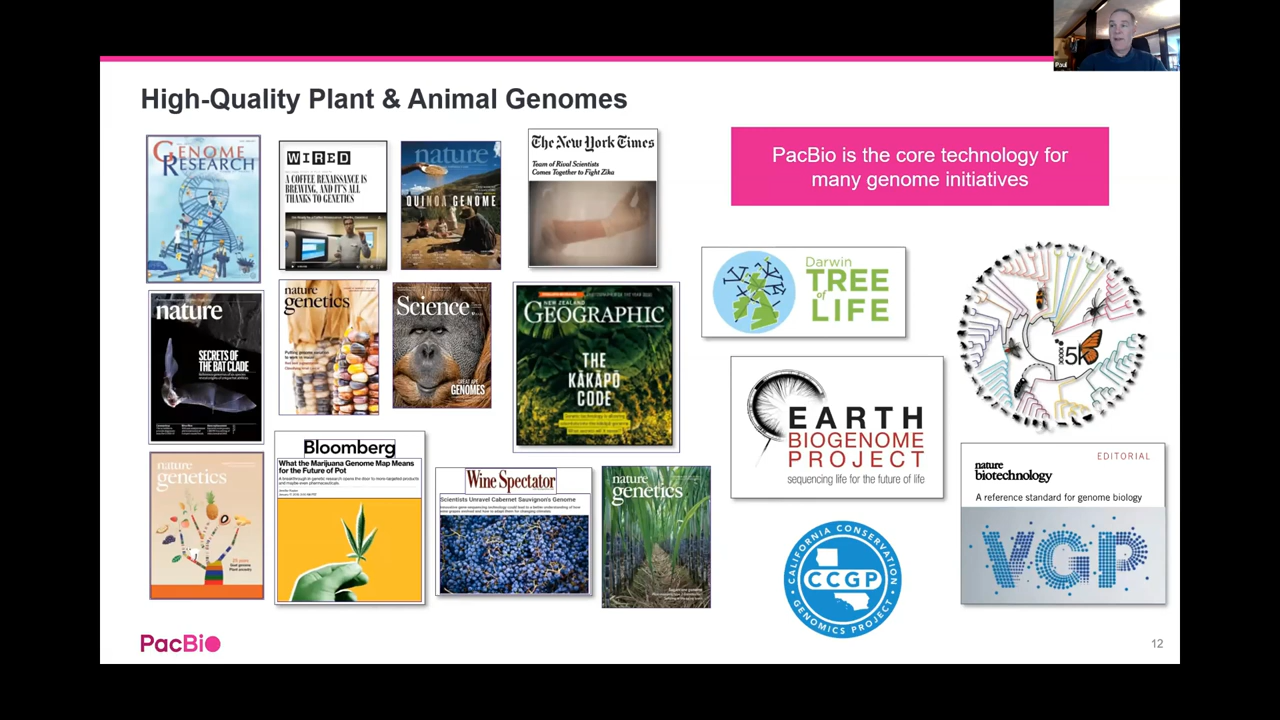 Paul
High-Quality Plant & Animal Genomes
GENOME
RESEARCH
WIRED
A COFFEE RENAISSANCE IS
BREWING, AND IT'S ALL
THANKS TO GENETICS
nature
QUINOA GENOME
The New York Times
Team of Rival Scientists
Comes Together to Fight Zika
PacBio is the core technology for
many genome initiatives
nature
SECRETS OF
THE BAT CLADE
nature
genetics
Science
GREAT APE
GENOMES
NEW ZEALAND
GEOGRAPHIC
THE
KĀKĀPŌ
CODE
Darwin
TREE
of
LIFE
i5k
EARTH
BIOGENOME
PROJECT
sequencing life for the future of life
nature
genetics
Bloomberg
What the Marijuana Genome Map Means
for the Future of Pot
Wine Spectator
Scientists Unravel Cabernet Sauvignon's Genome
nature
genetics
CALIFORNIA CONSERVATION
CCGP
GENOMICS PROJECT
EDITORIAL
nature
biotechnology
A reference standard for genome biology
VGP
PacBio
12